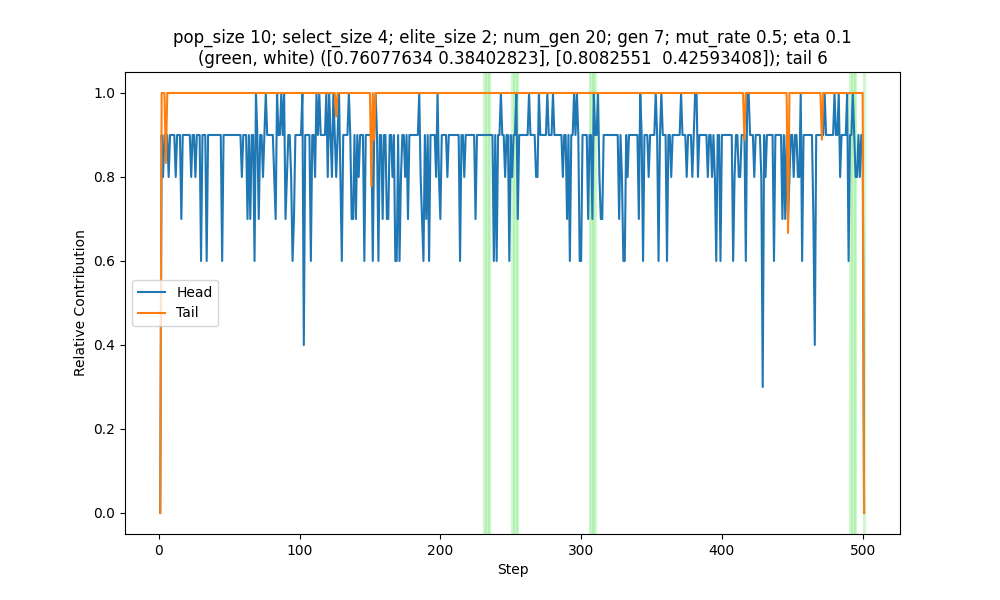 pop_size 10; select_size 4; elite_size 2; num_gen 20; gen 7; mut_rate 0.5; eta 0.1
(green, white) ([0.76077634 0.38402823], [0.8082551  0.42593408]); tail 6
1.0
0.8
0.6
0.4
0.2
0.0
Relative Contribution
Head
Tail
0
100
200
300
400
500
Step